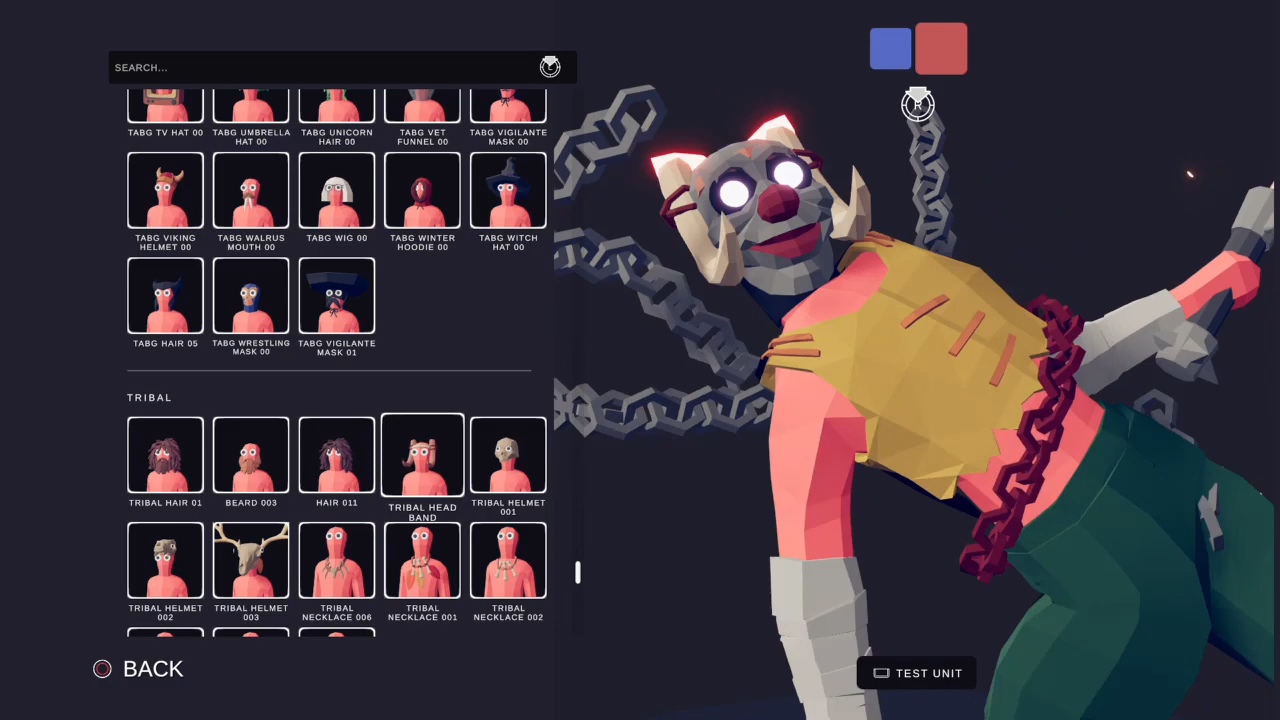 SEARCH...
L
R
TABG TV HAT 00
TABG UMBRELLA
HAT 00
TABG UNICORN
HAIR 00
TABG VET
FUNNEL 00
TABG VIGILANTE
MASK 00
TABG VIKING
HELMET 00
TABG WALRUS
MOUTH 00
TABG WIG 00
TABG WINTER
HOODIE 00
TABG WITCH
HAT 00
TABG HAIR 05
TABG WRESTLING
MASK 00
TABG VIGILANTE
MASK 01
TRIBAL
TRIBAL HAIR 01
BEARD 003
HAIR 011
TRIBAL HEAD
BAND
TRIBAL HELMET
001
TRIBAL HELMET
002
TRIBAL HELMET
003
TRIBAL
NECKLACE 006
TRIBAL
NECKLACE 001
TRIBAL
NECKLACE 002
BACK
TEST UNIT